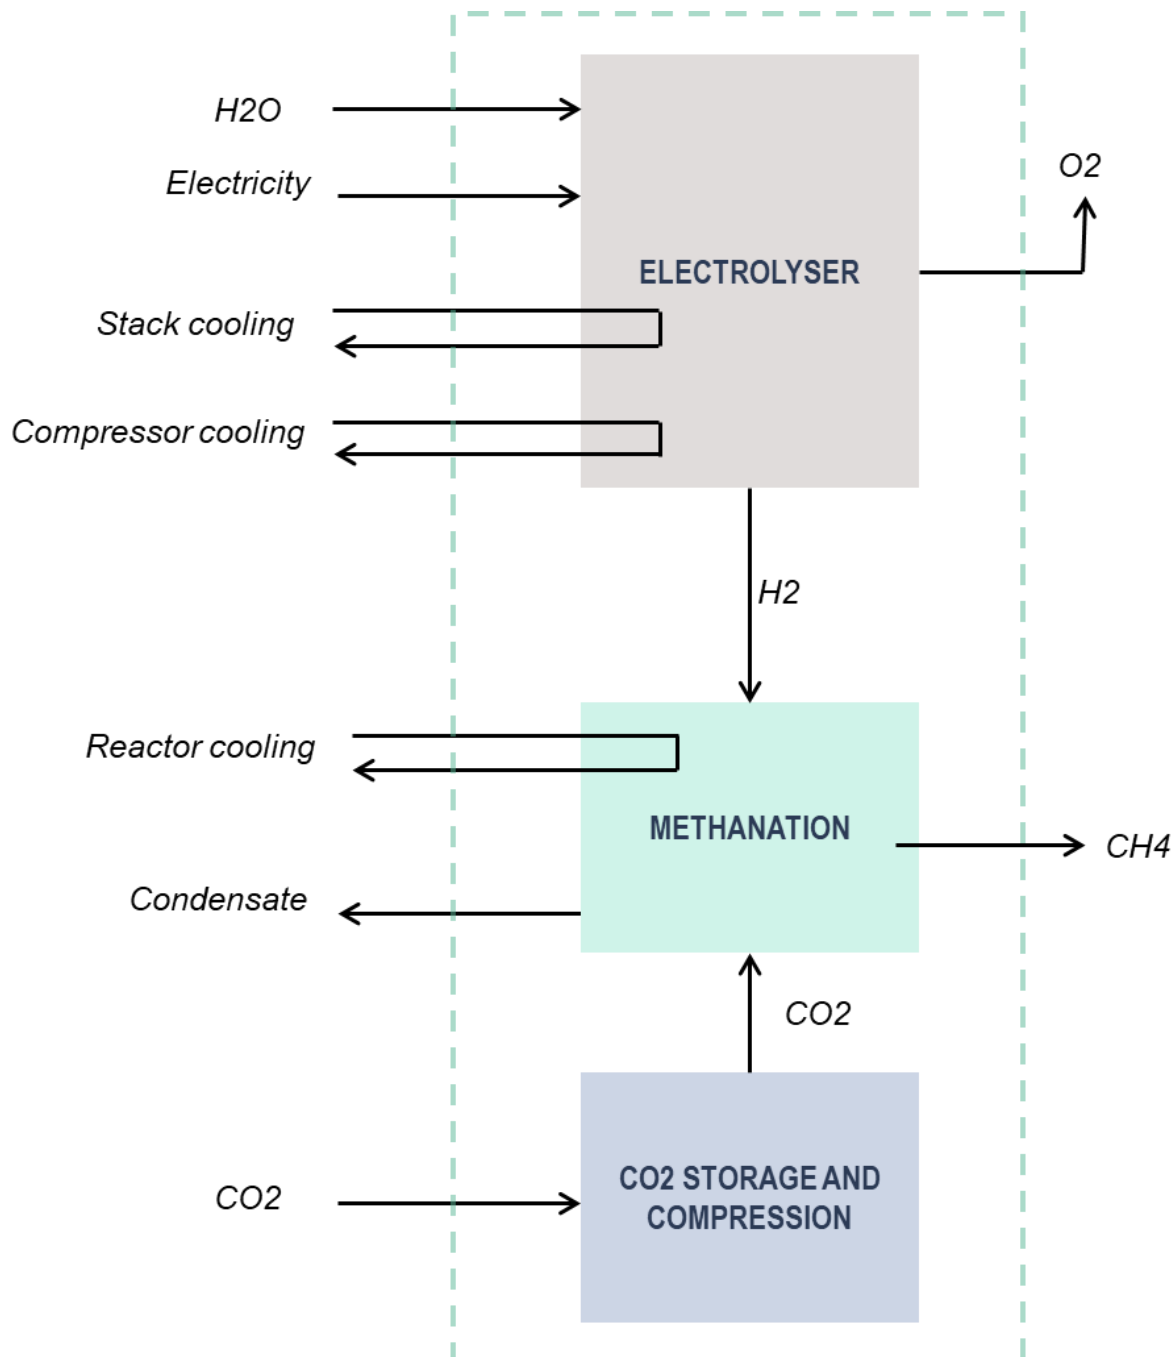 H2O
Electricity
O2
ELECTROLYSER
Stack cooling
Compressor cooling
H2
Reactor cooling
METHANATION
CH4
Condensate
CO2
CO2 STORAGE AND
COMPRESSION
CO2